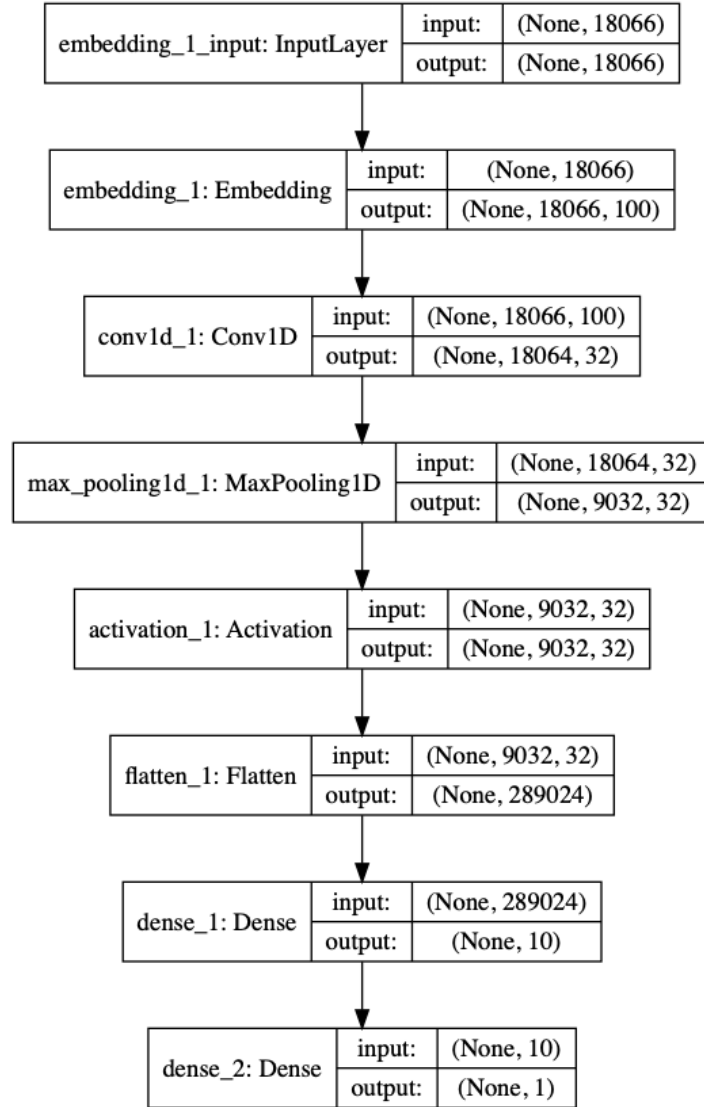 embedding_1_input: InputLayer
input: (None, 18066)
output: (None, 18066)
embedding_1: Embedding
input: (None, 18066)
output: (None, 18066, 100)
conv1d_1: Conv1D
input: (None, 18066, 100)
output: (None, 18064, 32)
max_pooling1d_1: MaxPooling1D
input: (None, 18064, 32)
output: (None, 9032, 32)
activation_1: Activation
input: (None, 9032, 32)
output: (None, 9032, 32)
flatten_1: Flatten
input: (None, 9032, 32)
output: (None, 289024)
dense_1: Dense
input: (None, 289024)
output: (None, 10)
dense_2: Dense
input: (None, 10)
output: (None, 1)